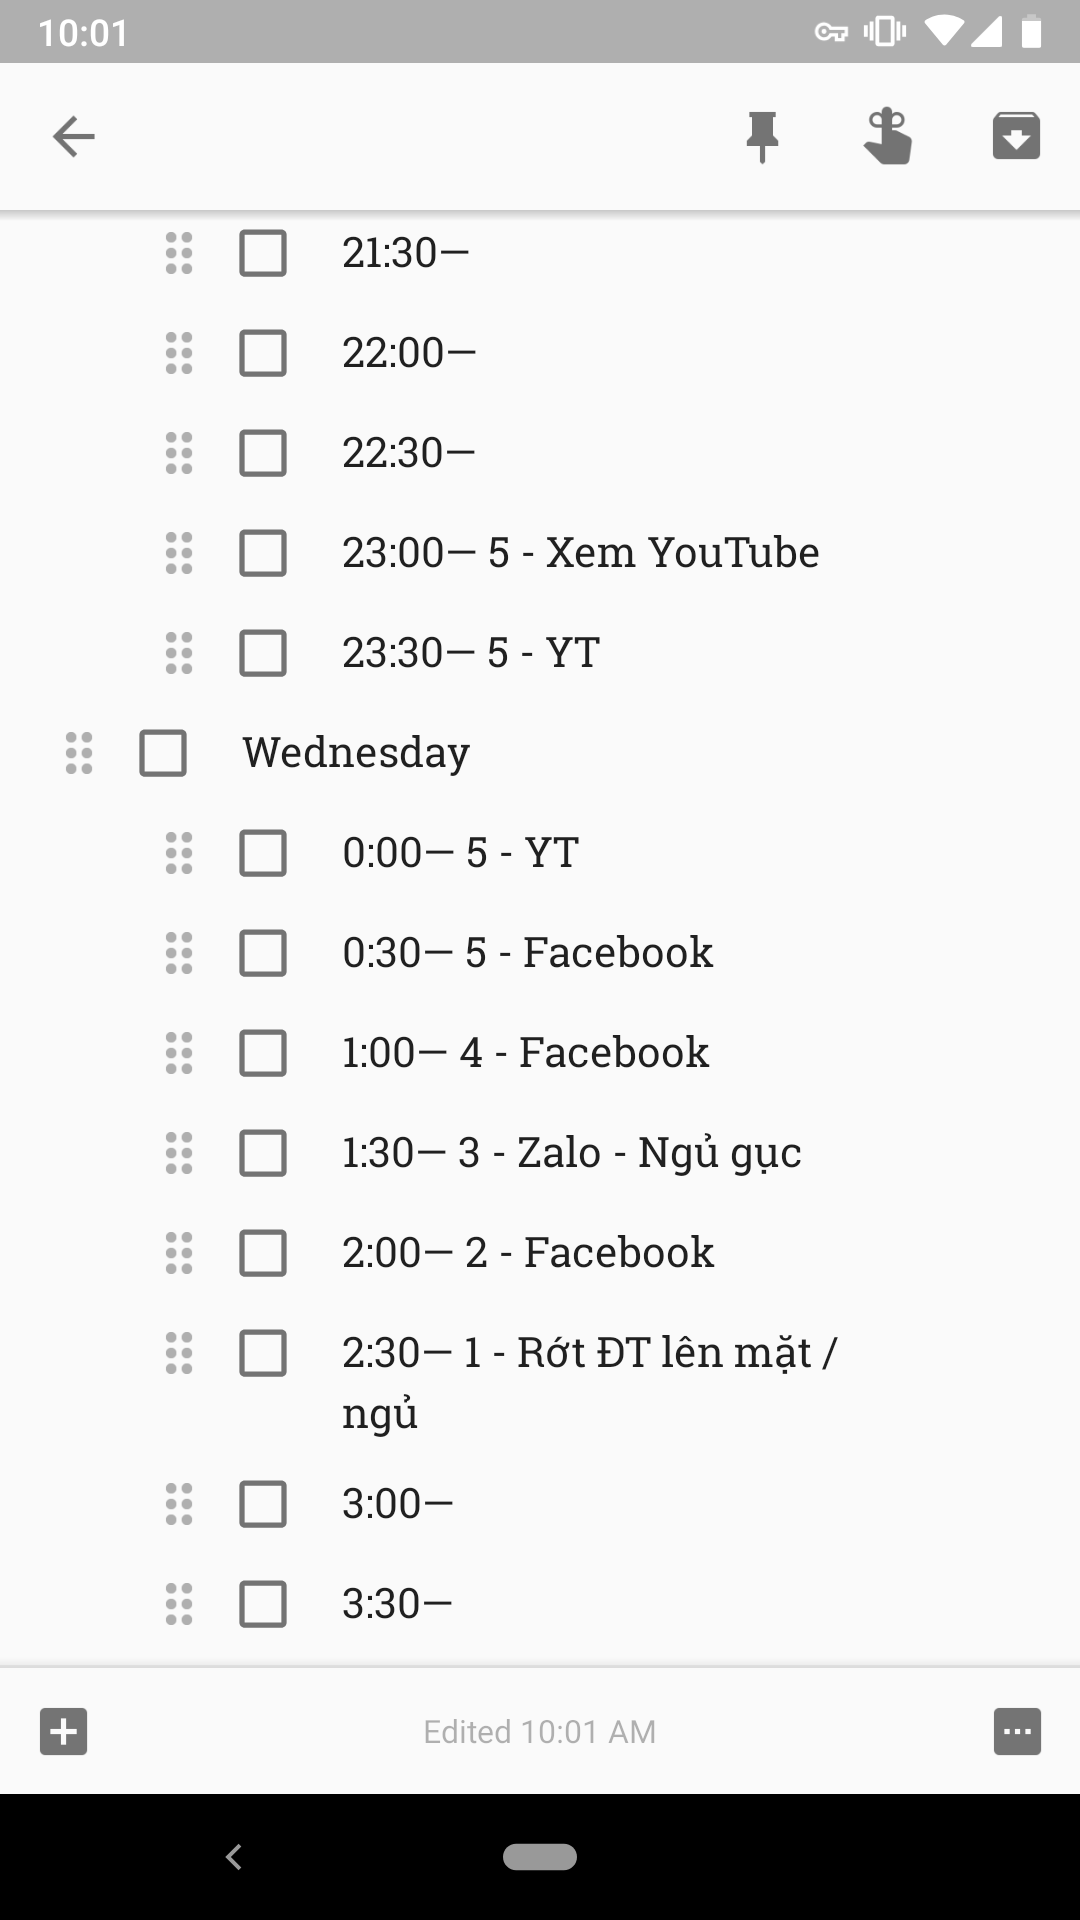 10:01
21:30—
22:00—
22:30—
23:00— 5 - Xem YouTube
23:30— 5 - YT
Wednesday
0:00— 5 - YT
0:30— 5 - Facebook
1:00— 4 - Facebook
1:30— 3 - Zalo - Ngủ gục
2:00— 2 - Facebook
2:30— 1 - Rớt ĐT lên mặt /
ngủ
3:00—
3:30—
Edited 10:01 AM